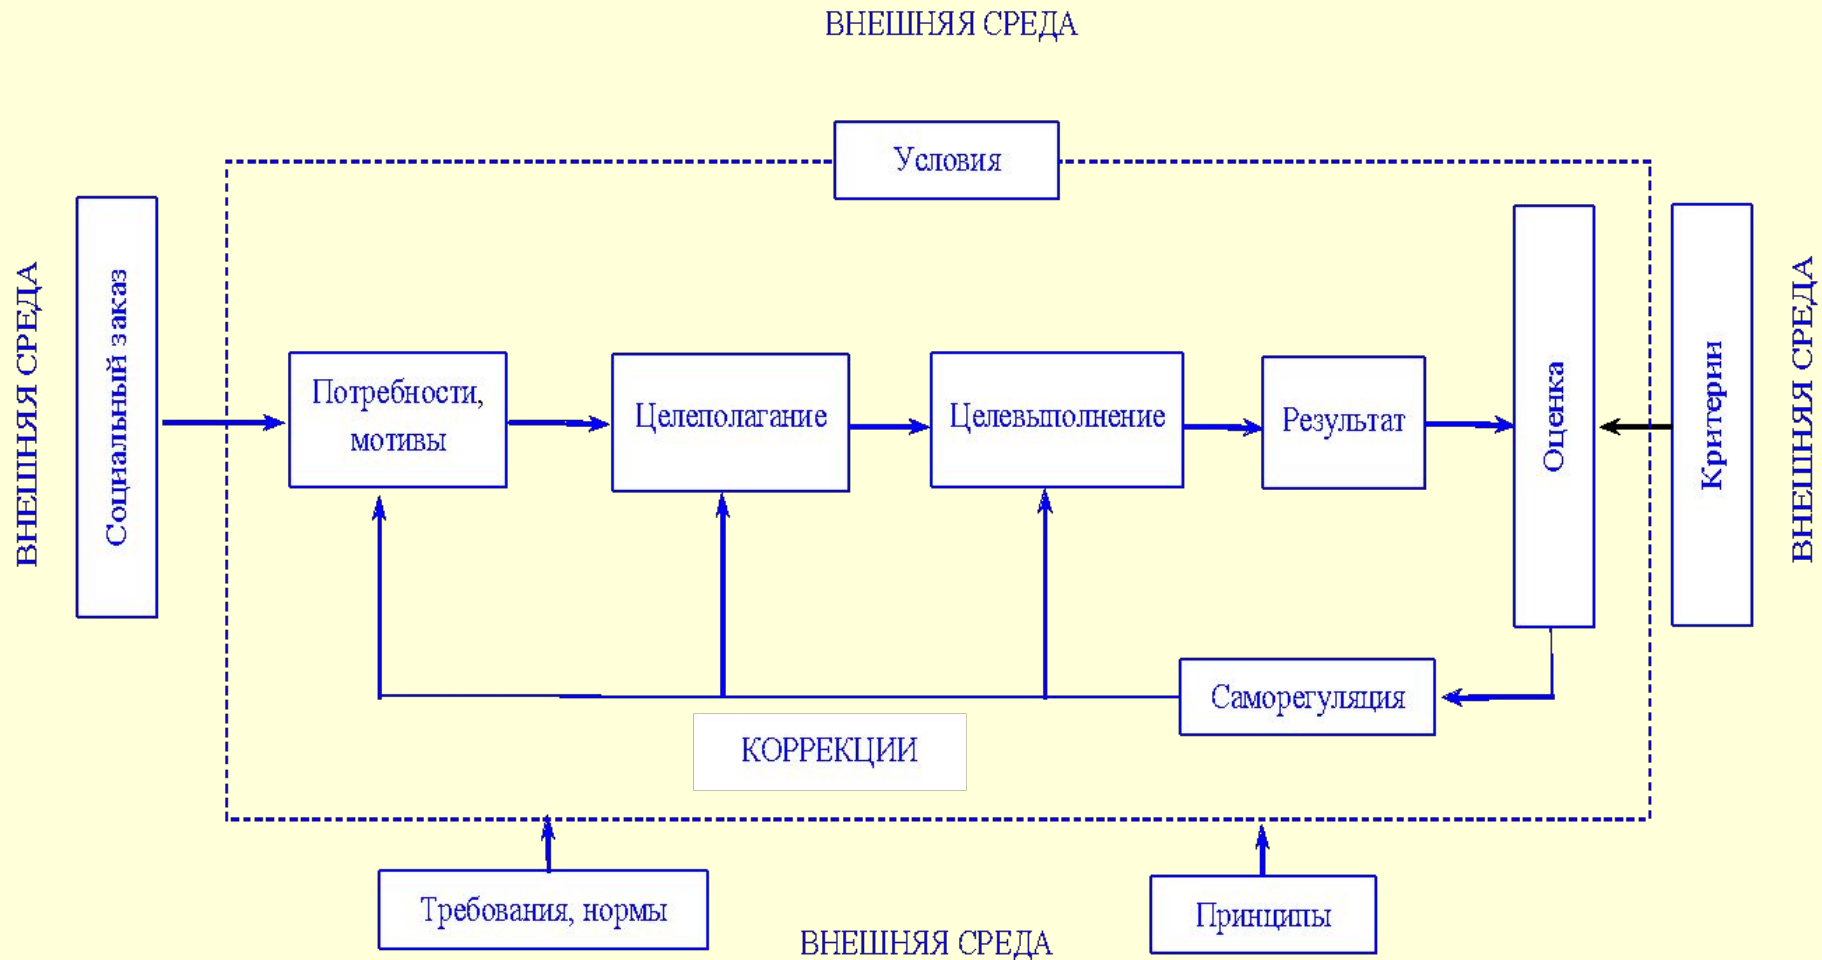 ВНЕШНЯЯ СРЕДА
Условия
ВНЕШНЯЯ СРЕДА
Социальный заказ
Потребности,
мотивы
Целеполагание
Целевыполнение
Результат
Оценка
Критерии
ВНЕШНЯЯ СРЕДА
Саморегуляция
КОРРЕКЦИИ
Требования, нормы
Принципы
ВНЕШНЯЯ СРЕДА